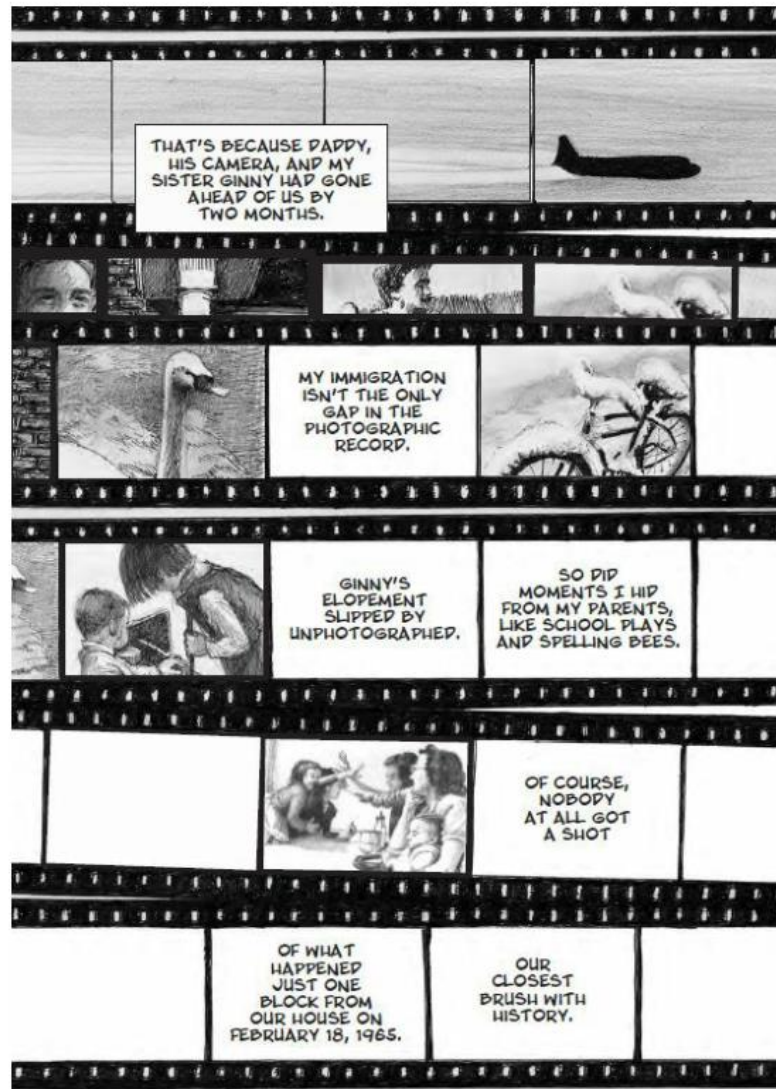 THAT'S BECAUSE DADDY,
HIS CAMERA, AND MY
SISTER GINNY HAD GONE
AHEAD OF US BY
TWO MONTHS.
MY IMMIGRATION
ISN'T THE ONLY
GAP IN THE
PHOTOGRAPHIC
RECORD.
GINNY'S
ELOPEMENT
SLIPPED BY
UNPHOTOGRAPHED.
SO DID
MOMENTS I HID
FROM MY PARENTS,
LIKE SCHOOL PLAYS
AND SPELLING BEES.
OF COURSE,
NOBODY
AT ALL GOT
A SHOT
OF WHAT
HAPPENED
JUST ONE
BLOCK FROM
OUR HOUSE ON
FEBRUARY 18, 1965.
OUR
CLOSEST
BRUSH WITH
HISTORY.